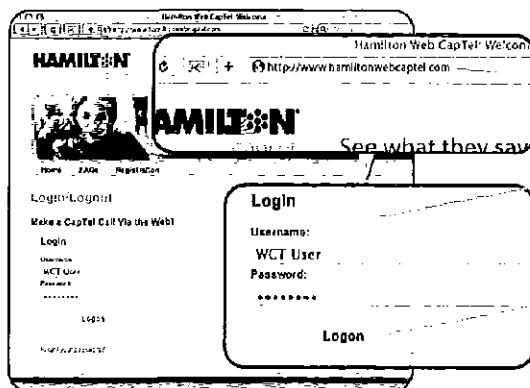 Hamilton Web CapTel: Welcome
HAMILTON
Home FAQs Registration
Login/Logout
Make a CapTel Call Via the Web!
Login
Username
WCT User
Password
••••••••
Logon
Hamilton Web CapTel: Welcom
http://www.hamiltonwebcaptel.com
HAMILTON
See what they say
Login
Username:
WCT User
Password:
••••••••
Logon